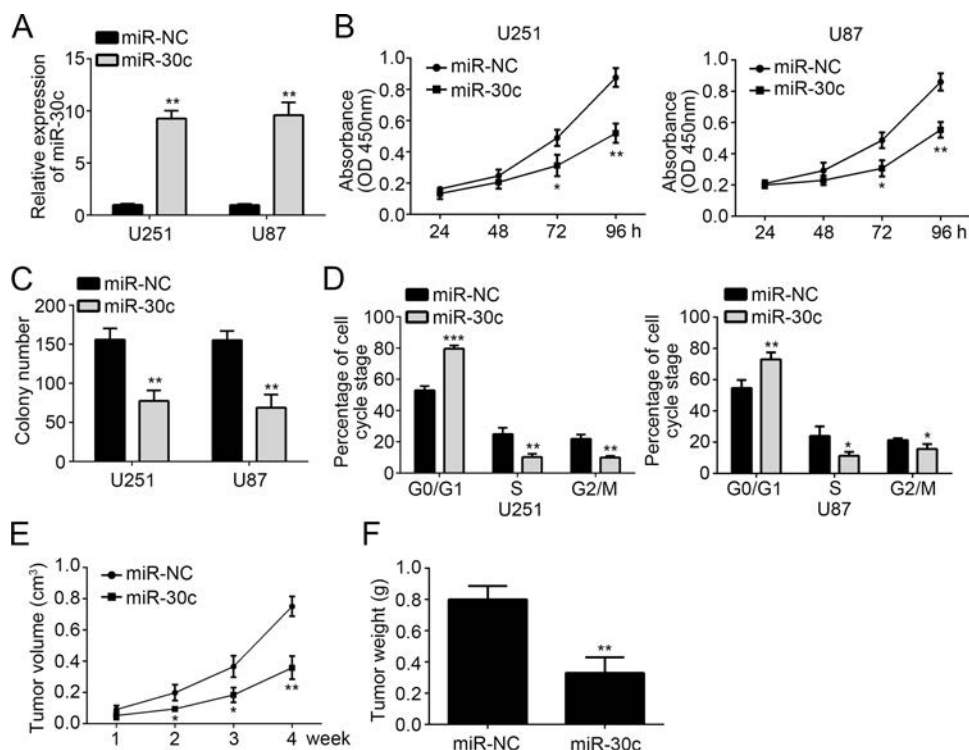 A
miR-NC
miR-30c
Relative expression
of miR-30c
15
10
5
0
**
**
U251
U87
B
U251
miR-NC
miR-30c
Absorbance
(OD 450nm)
1.0
0.8
0.6
0.4
0.2
0.0
*
**
24 48 72 96 h
U87
miR-NC
miR-30c
Absorbance
(OD 450nm)
1.0
0.8
0.6
0.4
0.2
0.0
*
**
24 48 72 96 h
C
miR-NC
miR-30c
Colony number
200
150
100
50
0
**
**
U251
U87
D
miR-NC
miR-30c
Percentage of cell
cycle stage
100
80
60
40
20
0
***
**
**
G0/G1 S G2/M
U251
miR-NC
miR-30c
Percentage of cell
cycle stage
100
80
60
40
20
0
**
*
*
G0/G1 S G2/M
U87
E
miR-NC
miR-30c
Tumor volume (cm³)
1.0
0.8
0.6
0.4
0.2
0.0
*
*
**
1 2 3 4 week
F
Tumor weight (g)
1.0
0.8
0.6
0.4
0.2
0.0
**
miR-NC miR-30c